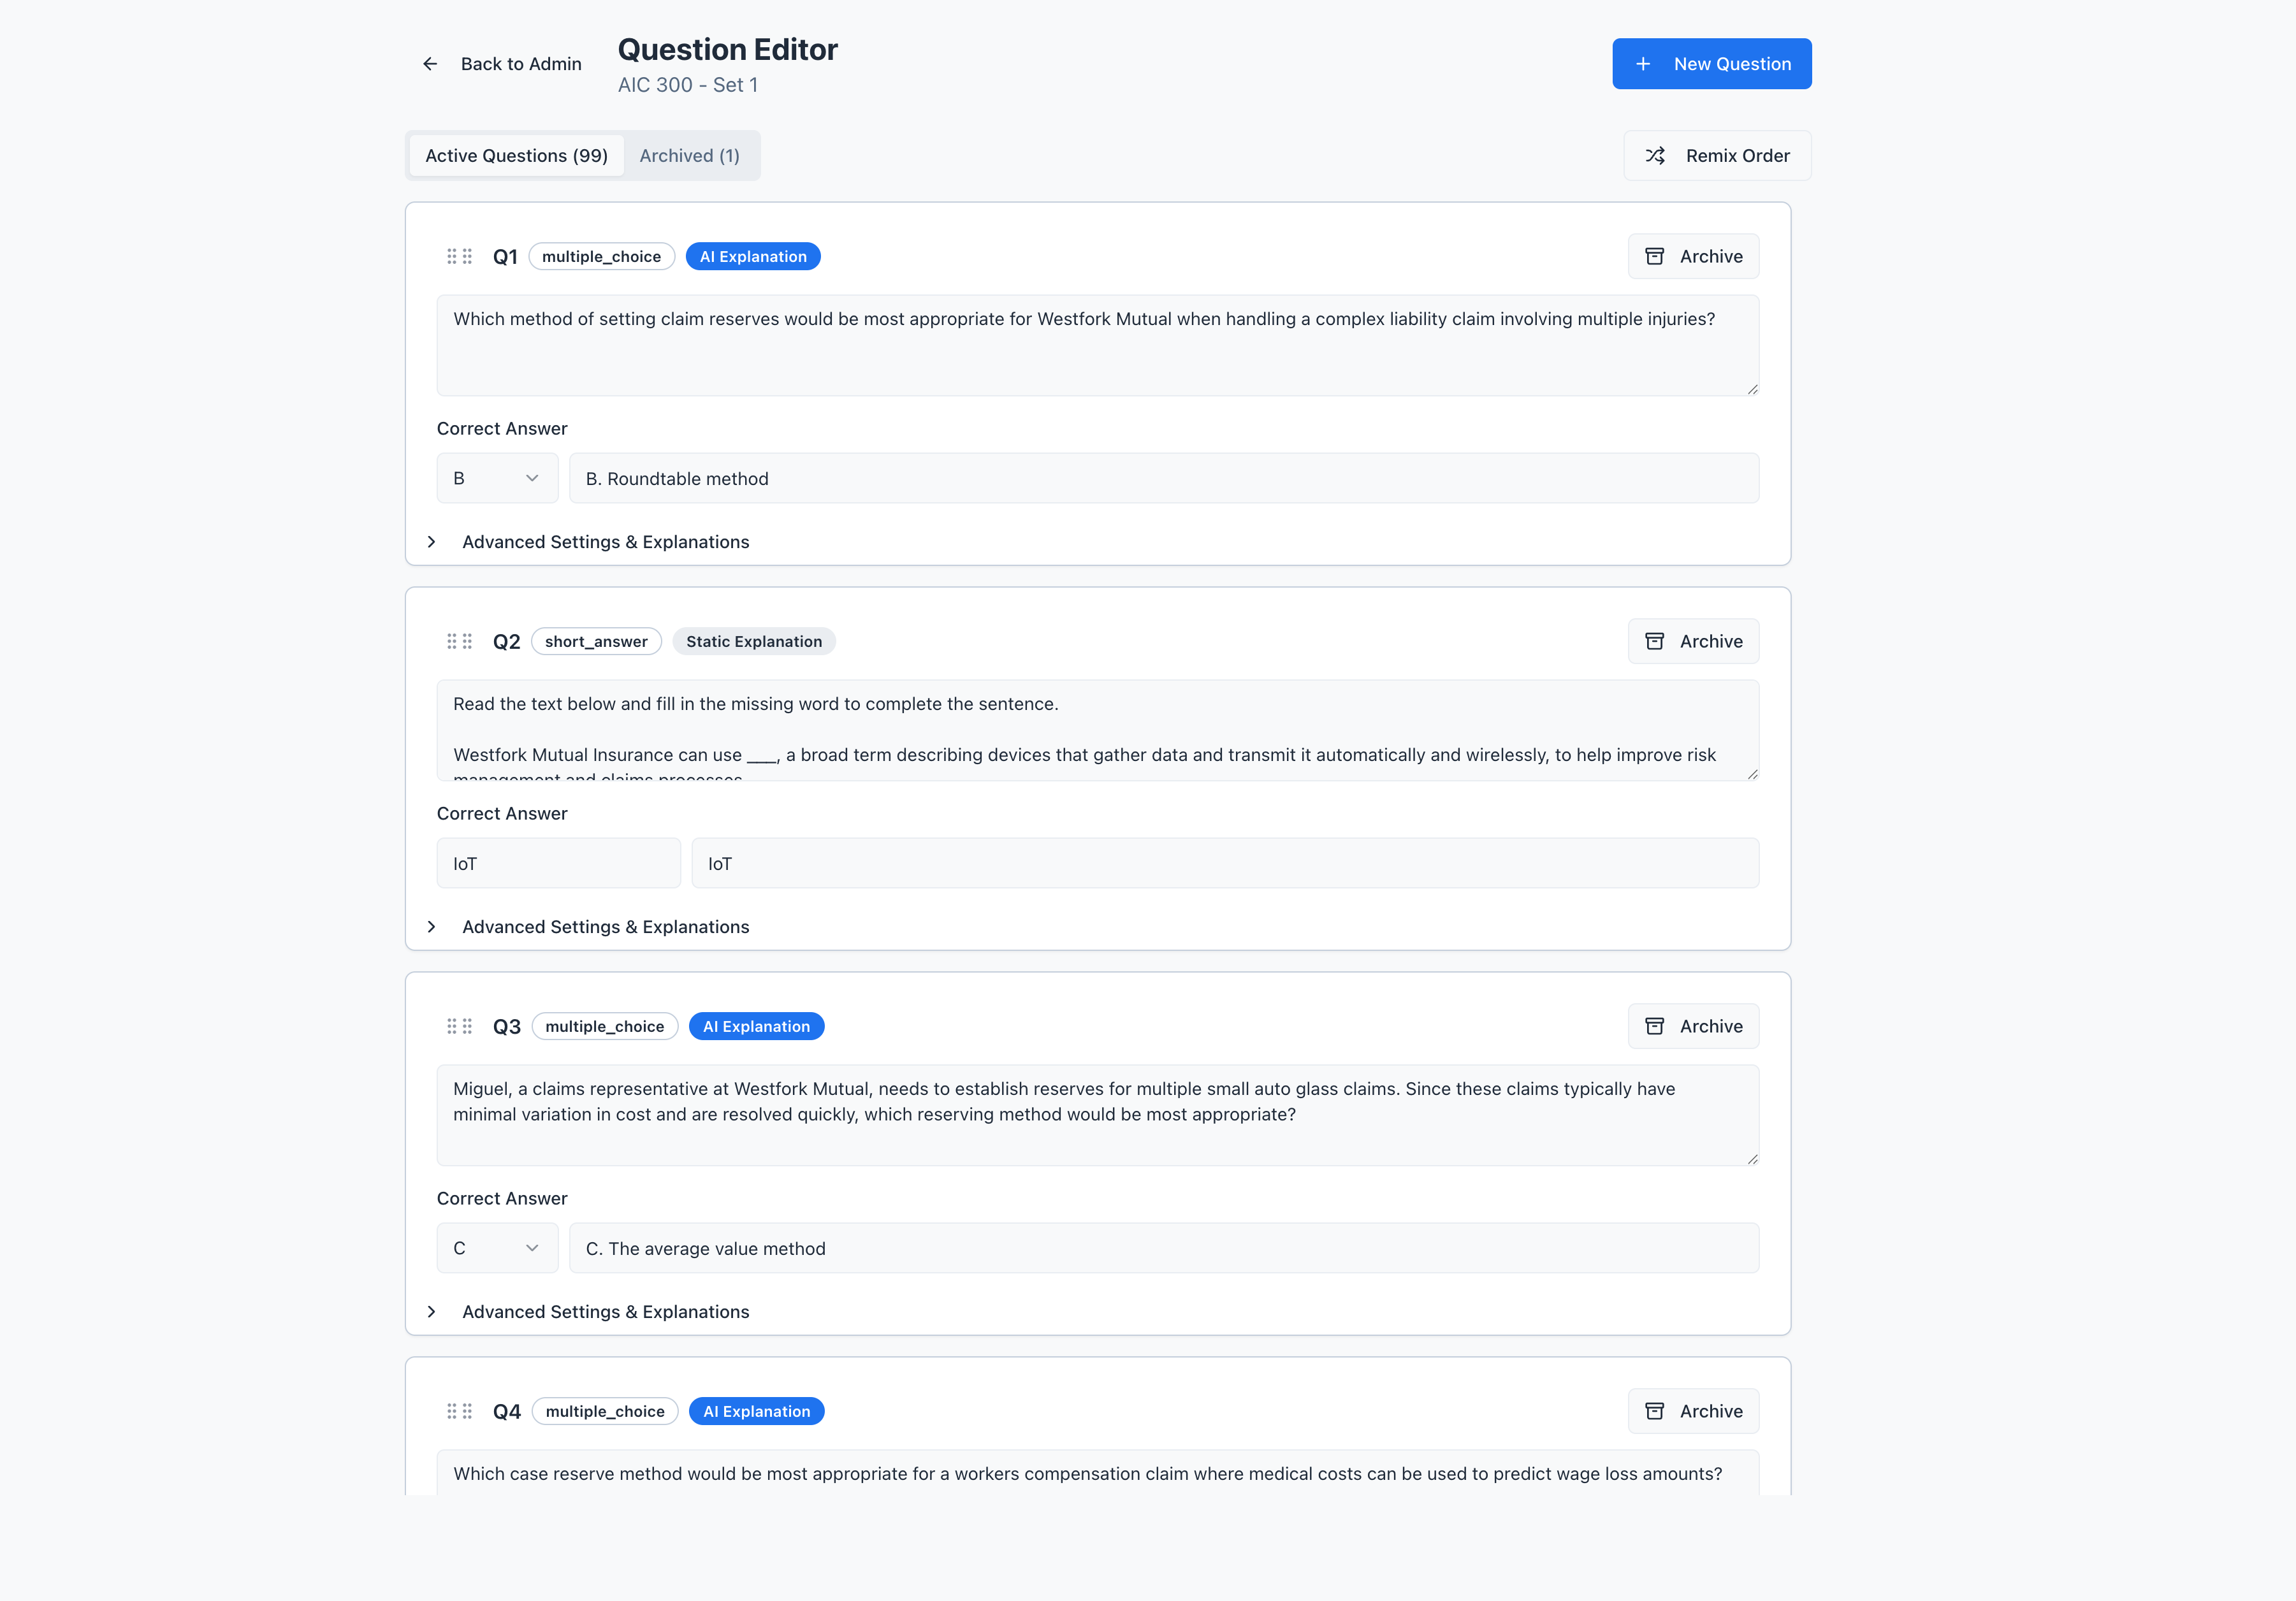 Back to Admin
Question Editor
AIC 300 - Set 1
New Question
Active Questions (99)
Archived (1)
Remix Order
Q1
multiple_choice
AI Explanation
Archive
Which method of setting claim reserves would be most appropriate for Westfork Mutual when handling a complex liability claim involving multiple injuries?
Correct Answer
B
B. Roundtable method
Advanced Settings & Explanations
Q2
short_answer
Static Explanation
Archive
Read the text below and fill in the missing word to complete the sentence.
Westfork Mutual Insurance can use ___, a broad term describing devices that gather data and transmit it automatically and wirelessly, to help improve risk
management and claims processes.
Correct Answer
IoT
IoT
Advanced Settings & Explanations
Q3
multiple_choice
AI Explanation
Archive
Miguel, a claims representative at Westfork Mutual, needs to establish reserves for multiple small auto glass claims. Since these claims typically have
minimal variation in cost and are resolved quickly, which reserving method would be most appropriate?
Correct Answer
C
C. The average value method
Advanced Settings & Explanations
Q4
multiple_choice
AI Explanation
Archive
Which case reserve method would be most appropriate for a workers compensation claim where medical costs can be used to predict wage loss amounts?